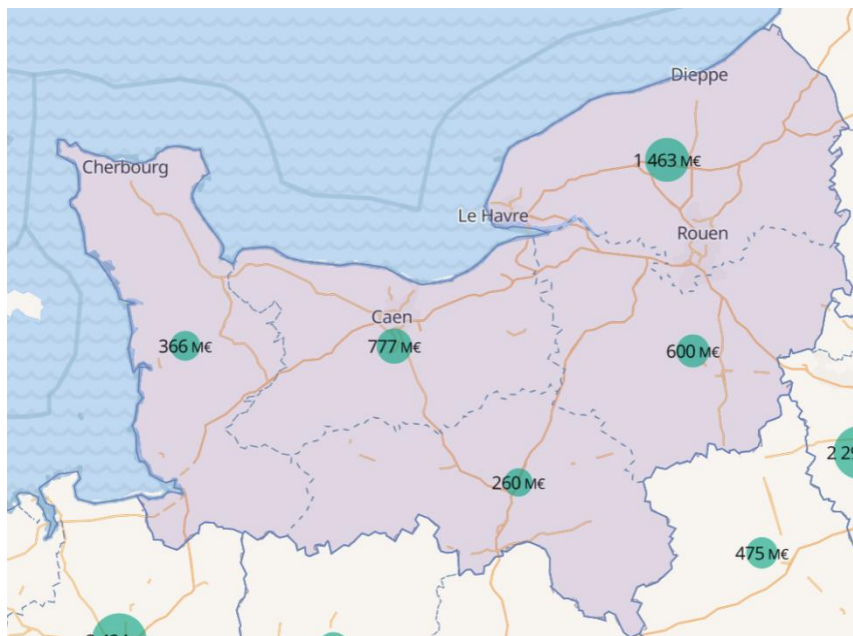 Dieppe
1 463 M€
Cherbourg
Le Havre
Rouen
Caen
366 M€
777 M€
600 M€
260 M€
475 M€